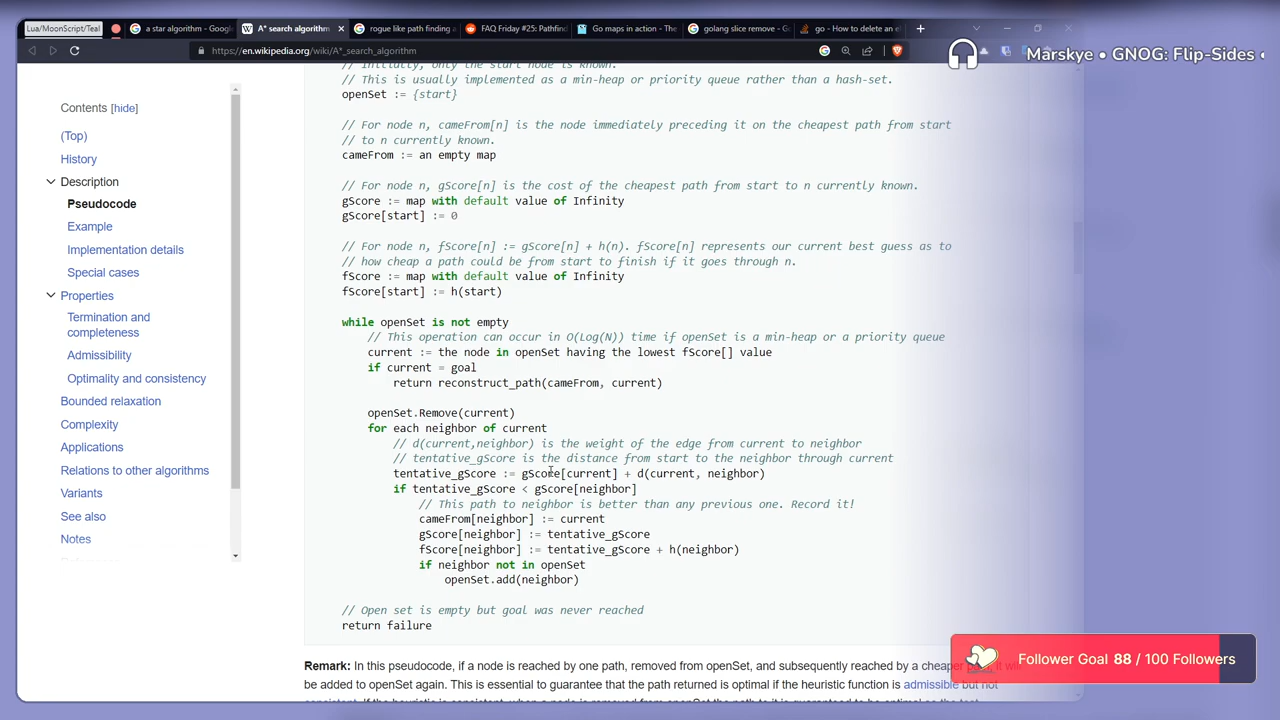 Lua/MoonScript/Teal
a star algorithm - Google
A* search algorithm
rogue like path finding a
FAQ Friday #25: Pathfind
Go maps in action - The
golang slice remove - Go
go - How to delete an el
https://en.wikipedia.org/wiki/A*_search_algorithm
Marskye • GNOG: Flip-Sides •
Contents [hide]
(Top)
History
Description
Pseudocode
Example
Implementation details
Special cases
Properties
Termination and
completeness
Admissibility
Optimality and consistency
Bounded relaxation
Applications
Relations to other algorithms
Variants
See also
Notes
// Initially, only the start node is known.
// This is usually implemented as a min-heap or priority queue rather than a hash-set.
openSet := {start}
// For node n, cameFrom[n] is the node immediately preceding it on the cheapest path from start
// to n currently known.
cameFrom := an empty map
// For node n, gScore[n] is the cost of the cheapest path from start to n currently known.
gScore := map with default value of Infinity
gScore[start] := 0
// For node n, fScore[n] := gScore[n] + h(n). fScore[n] represents our current best guess as to
// how cheap a path could be from start to finish if it goes through n.
fScore := map with default value of Infinity
fScore[start] := h(start)
while openSet is not empty
// This operation can occur in O(Log(N)) time if openSet is a min-heap or a priority queue
current := the node in openSet having the lowest fScore[] value
if current = goal
return reconstruct_path(cameFrom, current)
openSet.Remove(current)
for each neighbor of current
// d(current,neighbor) is the weight of the edge from current to neighbor
// tentative_gScore is the distance from start to the neighbor through current
tentative_gScore := gScore[current] + d(current, neighbor)
if tentative_gScore < gScore[neighbor]
// This path to neighbor is better than any previous one. Record it!
cameFrom[neighbor] := current
gScore[neighbor] := tentative_gScore
fScore[neighbor] := tentative_gScore + h(neighbor)
if neighbor not in openSet
openSet.add(neighbor)
// Open set is empty but goal was never reached
return failure
Remark: In this pseudocode, if a node is reached by one path, removed from openSet, and subsequently reached by a cheaper path, it will
be added to openSet again. This is essential to guarantee that the path returned is optimal if the heuristic function is admissible but not
Follower Goal 88 / 100 Followers